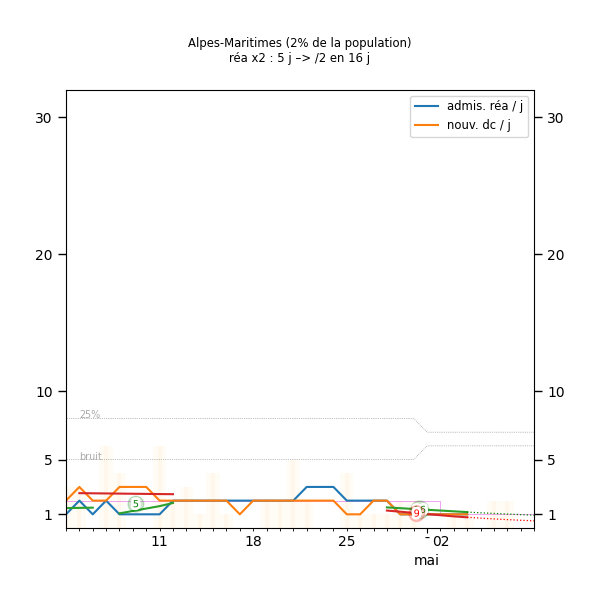 Alpes-Maritimes (2% de la population)
réa x2 : 5 j –> /2 en 16 j
admis. réa / j
nouv. dc / j
30
30
20
20
10
10
25%
5
bruit
5
5
9
1
1
11
18
25
02
mai